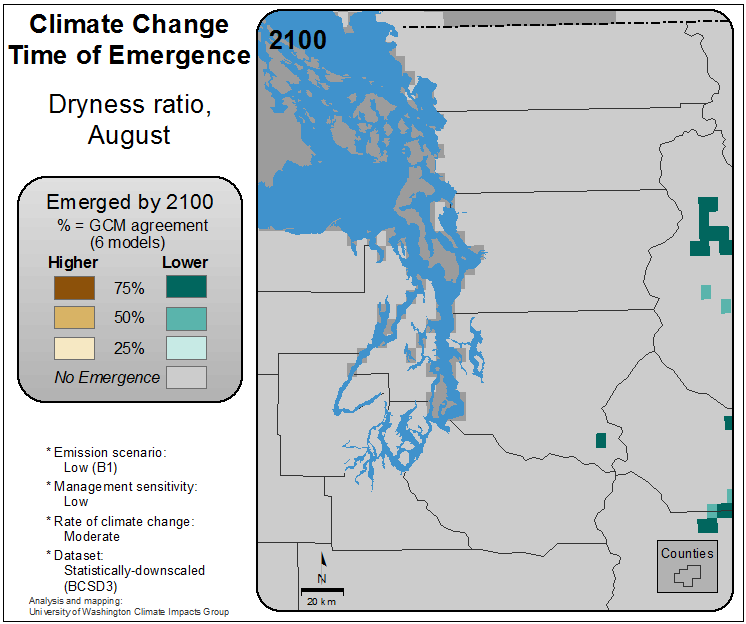 Climate Change
Time of Emergence
Dryness ratio,
August
Emerged by 2100
% = GCM agreement
(6 models)
Higher Lower
75%
50%
25%
No Emergence
* Emission scenario:
Low (B1)
* Management sensitivity:
Low
* Rate of climate change:
Moderate
* Dataset:
Statistically-downscaled
(BCSD3)
Analysis and mapping:
University of Washington Climate Impacts Group
2100
N
20 km
Counties